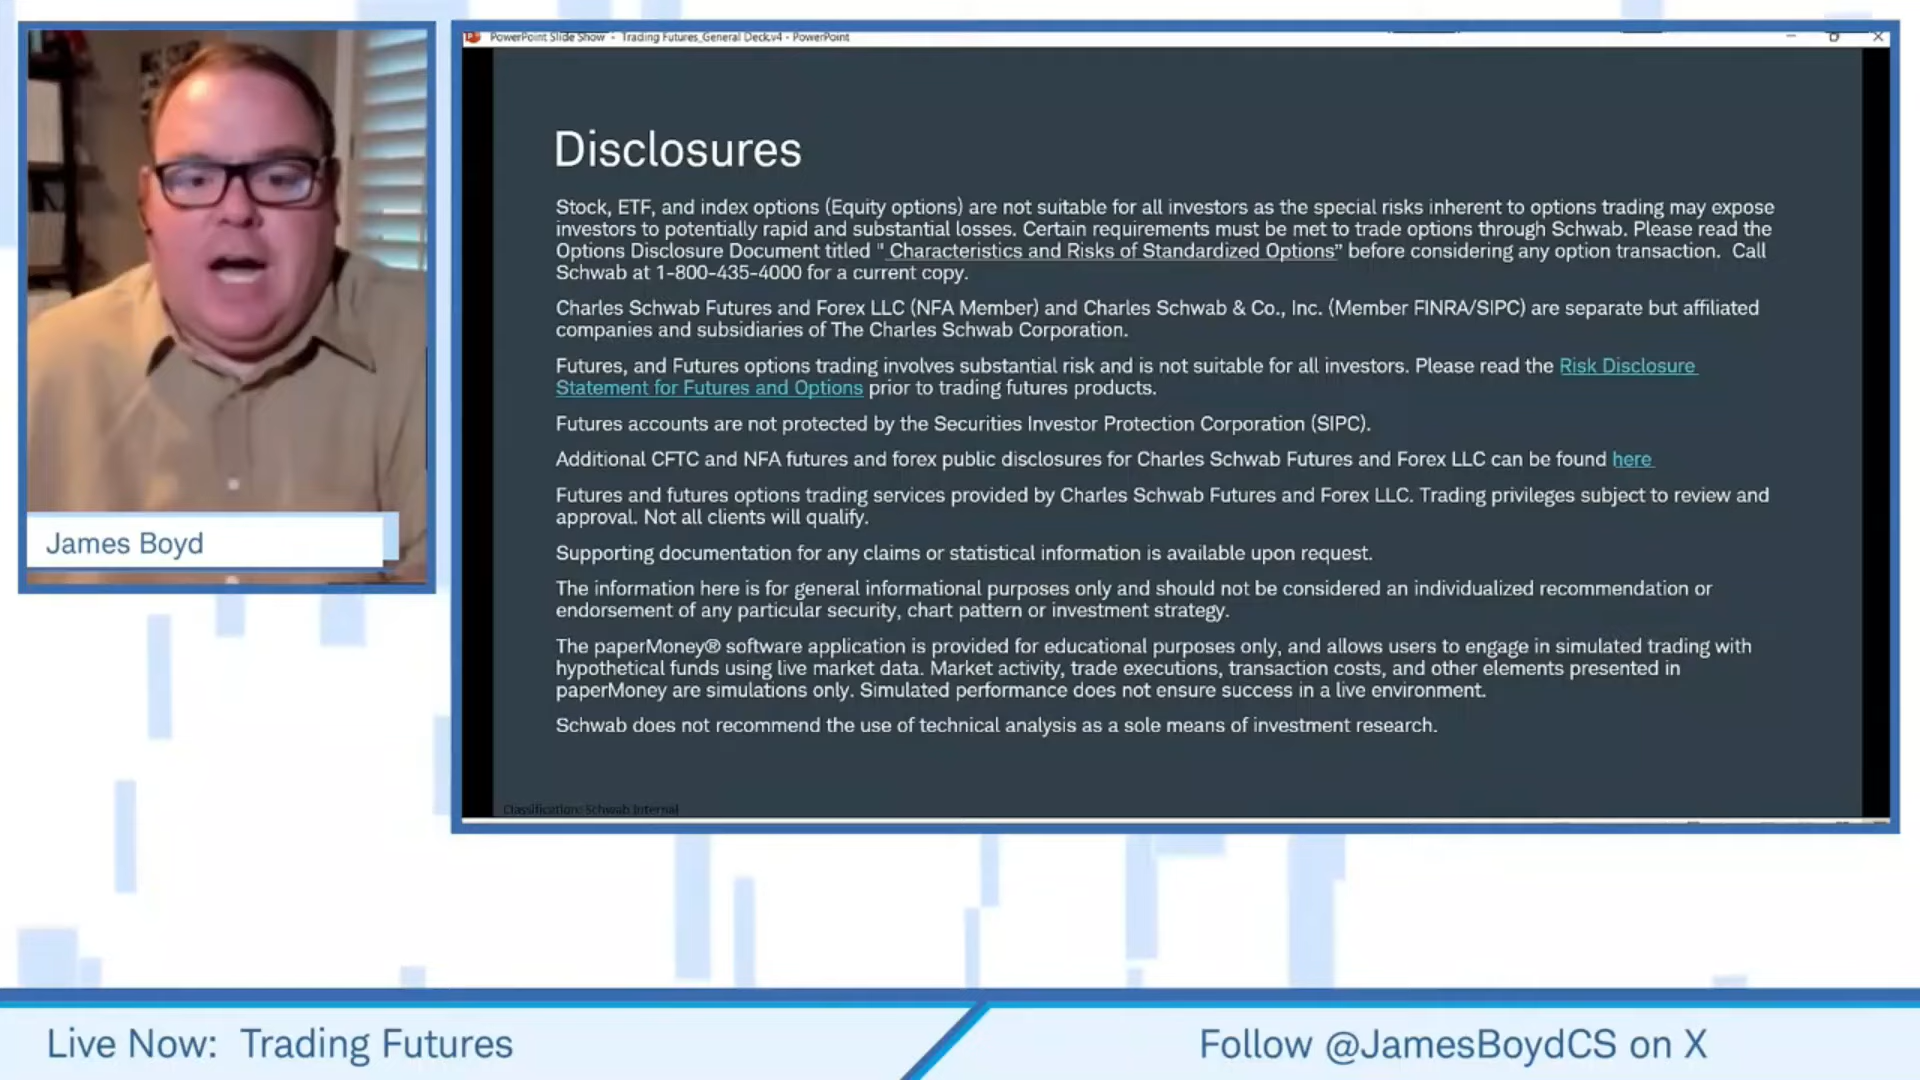 PowerPoint Slide Show - Trading Futures_General Deck.v4 - PowerPoint
Disclosures
Stock, ETF, and index options (Equity options) are not suitable for all investors as the special risks inherent to options trading may expose
investors to potentially rapid and substantial losses. Certain requirements must be met to trade options through Schwab. Please read the
Options Disclosure Document titled " Characteristics and Risks of Standardized Options” before considering any option transaction.  Call
Schwab at 1-800-435-4000 for a current copy.
Charles Schwab Futures and Forex LLC (NFA Member) and Charles Schwab & Co., Inc. (Member FINRA/SIPC) are separate but affiliated
companies and subsidiaries of The Charles Schwab Corporation.
Futures, and Futures options trading involves substantial risk and is not suitable for all investors. Please read the Risk Disclosure
Statement for Futures and Options prior to trading futures products.
Futures accounts are not protected by the Securities Investor Protection Corporation (SIPC).
Additional CFTC and NFA futures and forex public disclosures for Charles Schwab Futures and Forex LLC can be found here
Futures and futures options trading services provided by Charles Schwab Futures and Forex LLC. Trading privileges subject to review and
approval. Not all clients will qualify.
Supporting documentation for any claims or statistical information is available upon request.
The information here is for general informational purposes only and should not be considered an individualized recommendation or
endorsement of any particular security, chart pattern or investment strategy.
The paperMoney® software application is provided for educational purposes only, and allows users to engage in simulated trading with
hypothetical funds using live market data. Market activity, trade executions, transaction costs, and other elements presented in
paperMoney are simulations only. Simulated performance does not ensure success in a live environment.
Schwab does not recommend the use of technical analysis as a sole means of investment research.
Classification: Schwab Internal
James Boyd
Live Now: Trading Futures
Follow @JamesBoydCS on X